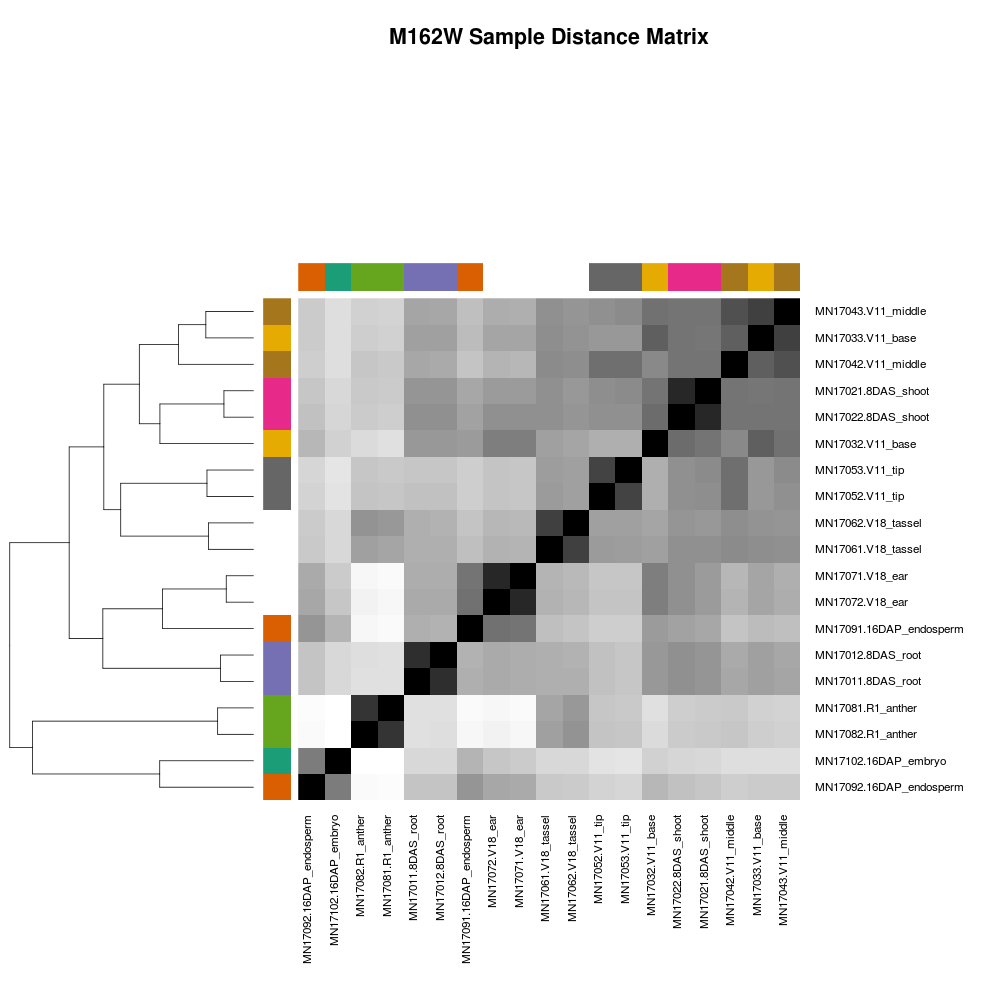 M162W Sample Distance Matrix
MN17043.V11_middle
MN17033.V11_base
MN17042.V11_middle
MN17021.8DAS_shoot
MN17022.8DAS_shoot
MN17032.V11_base
MN17053.V11_tip
MN17052.V11_tip
MN17062.V18_tassel
MN17061.V18_tassel
MN17071.V18_ear
MN17072.V18_ear
MN17091.16DAP_endosperm
MN17012.8DAS_root
MN17011.8DAS_root
MN17081.R1_anther
MN17082.R1_anther
MN17102.16DAP_embryo
MN17092.16DAP_endosperm
MN17092.16DAP_endosperm
MN17102.16DAP_embryo
MN17082.R1_anther
MN17081.R1_anther
MN17011.8DAS_root
MN17012.8DAS_root
MN17091.16DAP_endosperm
MN17072.V18_ear
MN17071.V18_ear
MN17061.V18_tassel
MN17062.V18_tassel
MN17052.V11_tip
MN17053.V11_tip
MN17032.V11_base
MN17022.8DAS_shoot
MN17021.8DAS_shoot
MN17042.V11_middle
MN17033.V11_base
MN17043.V11_middle